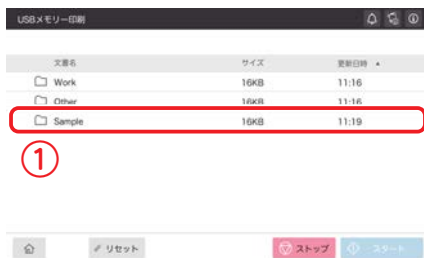 USBメモリー印刷
文書名 サイズ 更新日時 ▲
Work 16KB 11:16
Other 16KB 11:16
Sample 16KB 11:19
①
リセット ストップ スタート